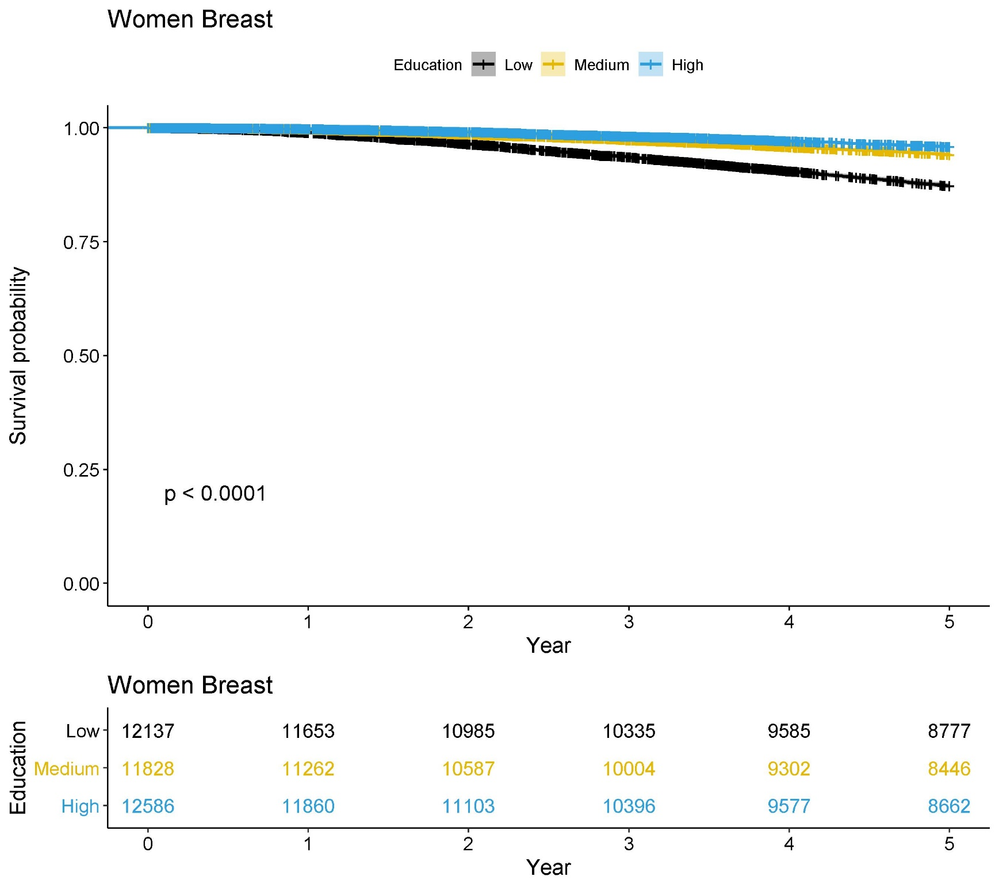 Women Breast
Education Low Medium High
Survival probability
1.00
0.75
0.50
0.25
0.00
p < 0.0001
0 1 2 3 4 5
Year
Women Breast
Education
Low 12137 11653 10985 10335 9585 8777
Medium 11828 11262 10587 10004 9302 8446
High 12586 11860 11103 10396 9577 8662
0 1 2 3 4 5
Year